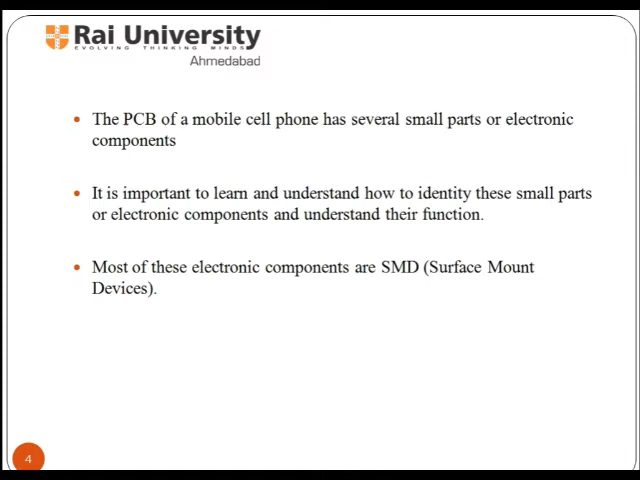 Rai University
EVOLVING THINKING MINDS
Ahmedabad
• The PCB of a mobile cell phone has several small parts or electronic
components
• It is important to learn and understand how to identity these small parts
or electronic components and understand their function.
• Most of these electronic components are SMD (Surface Mount
Devices).
4